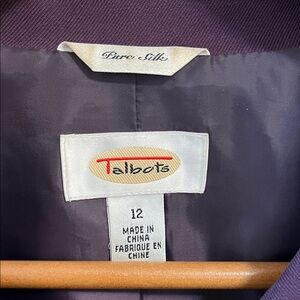 Pure Silk
Talbots
12
MADE IN
CHINA
FABRIQUE EN
CHINE